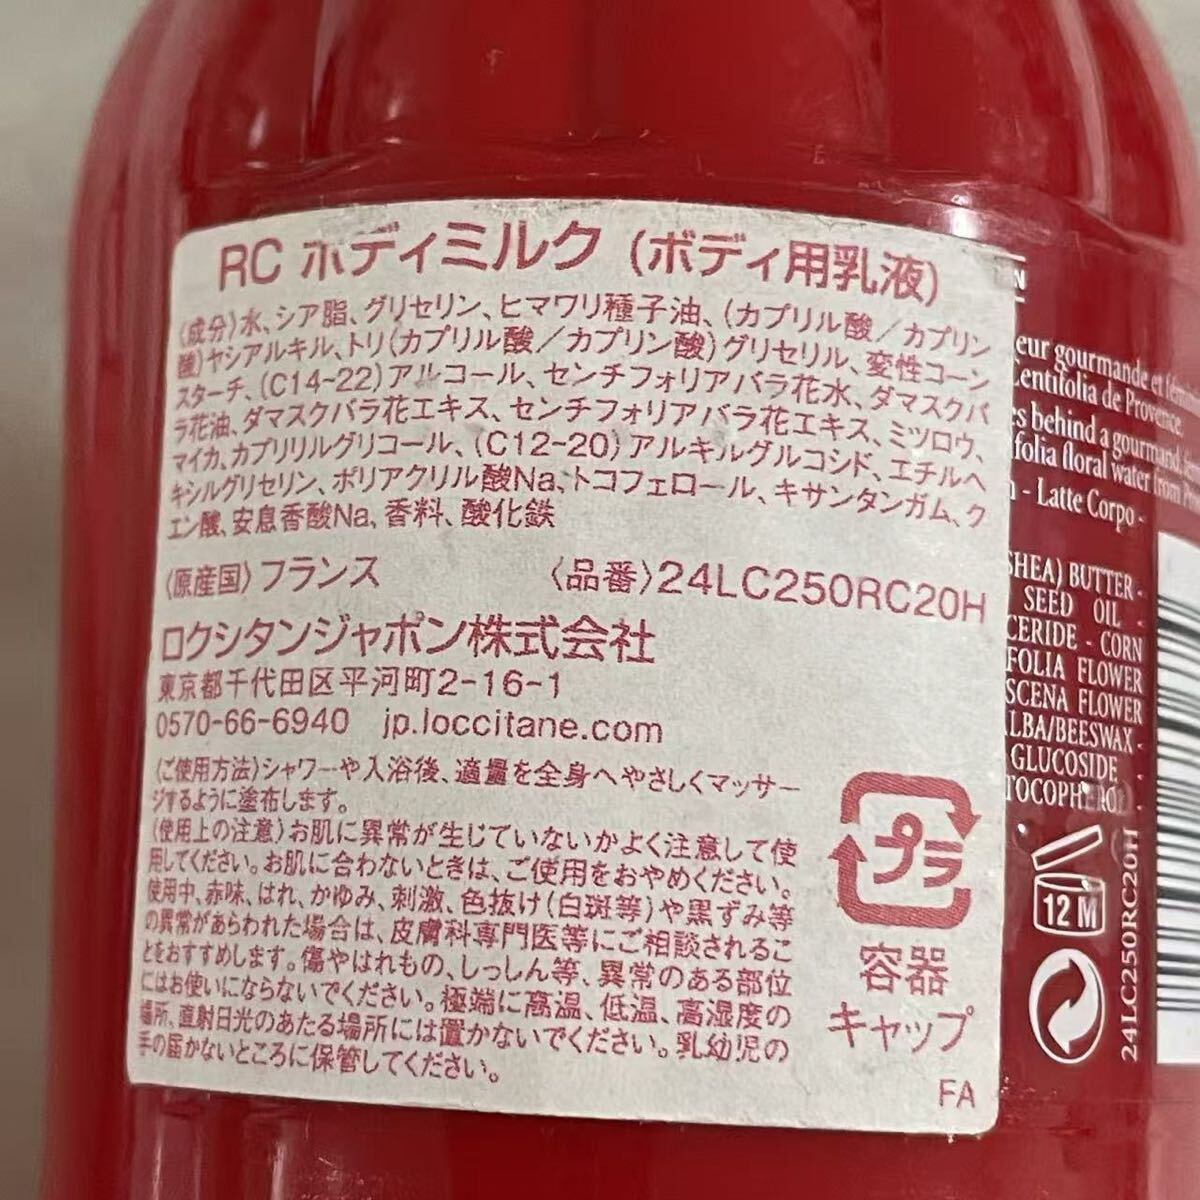 RC ボディミルク (ボディ用乳液)
〈成分〉水、シア脂、グリセリン、ヒマワリ種子油、(カプリル酸／カプリン
酸)ヤシアルキル、トリ(カプリル酸／カプリン酸)グリセリル、変性コーン
スターチ、(C14-22)アルコール、センチフォリアバラ花水、ダマスクバ
ラ花油、ダマスクバラ花エキス、センチフォリアバラ花エキス、ミツロウ、
マイカ、カプリリルグリコール、(C12-20)アルキルグルコシド、エチルヘ
キシルグリセリン、ポリアクリル酸Na、トコフェロール、キサンタンガム、ク
エン酸、安息香酸Na、香料、酸化鉄
〈原産国〉フランス 〈品番〉24LC250RC20H
ロクシタンジャポン株式会社
東京都千代田区平河町2-16-1
0570-66-6940 jp.loccitane.com
〈ご使用方法〉シャワーや入浴後、適量を全身へやさしくマッサー
ジするように塗布します。
〈使用上の注意〉お肌に異常が生じていないかよく注意して使
用してください。お肌に合わないときは、ご使用をおやめください。
使用中、赤味、はれ、かゆみ、刺激、色抜け(白斑等)や黒ずみ等
の異常があらわれた場合は、皮膚科専門医等にご相談されるこ
とをおすすめします。傷やはれもの、しっしん等、異常のある部位
にはお使いにならないでください。極端に高温、低温、高湿度の
場所、直射日光のあたる場所には置かないでください。乳幼児の
手の届かないところに保管してください。
プラ
容器
キャップ
FA
eur gourmande et
Lentifolia de Provence.
behind a gourmand
folia floral water from
- Latte Corpo -
SHEA) BUTTER -
SEED OIL -
CERIDE - CORN
FOLIA FLOWER
SCENA FLOWER
LBA/BEESWAX -
GLUCOSIDE
12 M
24LC250RC20H